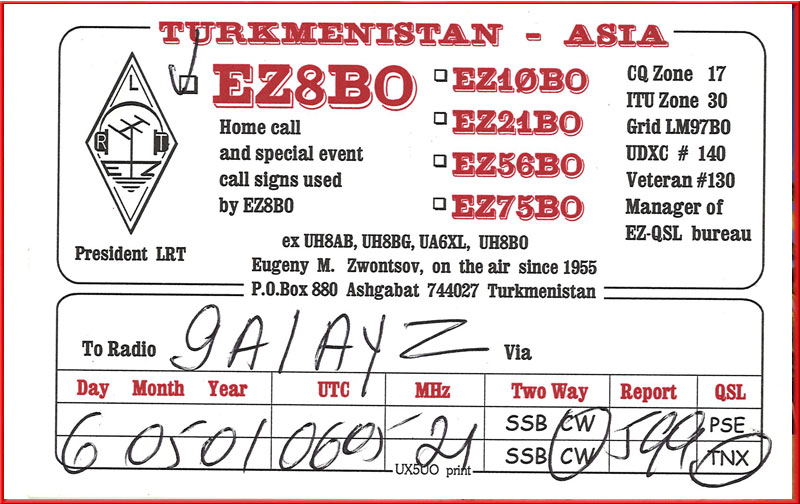 TURKMENISTAN - ASIA
EZ8BO
Home call
and special event
call signs used
by EZ8BO
EZ1ØBO
EZ21BO
EZ56BO
EZ75BO
CQ Zone 17
ITU Zone 30
Grid LM97B0
UDXC # 140
Veteran #130
Manager of
EZ-QSL bureau
L
R T
EZ
President LRT
ex UH8AB, UH8BG, UA6XL, UH8BO
Eugeny M. Zwontsov, on the air since 1955
P.O.Box 880 Ashgabat 744027 Turkmenistan
To Radio 9A1AYZ Via
Day Month Year UTC MHz Two Way Report QSL
6 05 01 0605 21 SSB CW 599 PSE
SSB CW TNX
UX5UO print